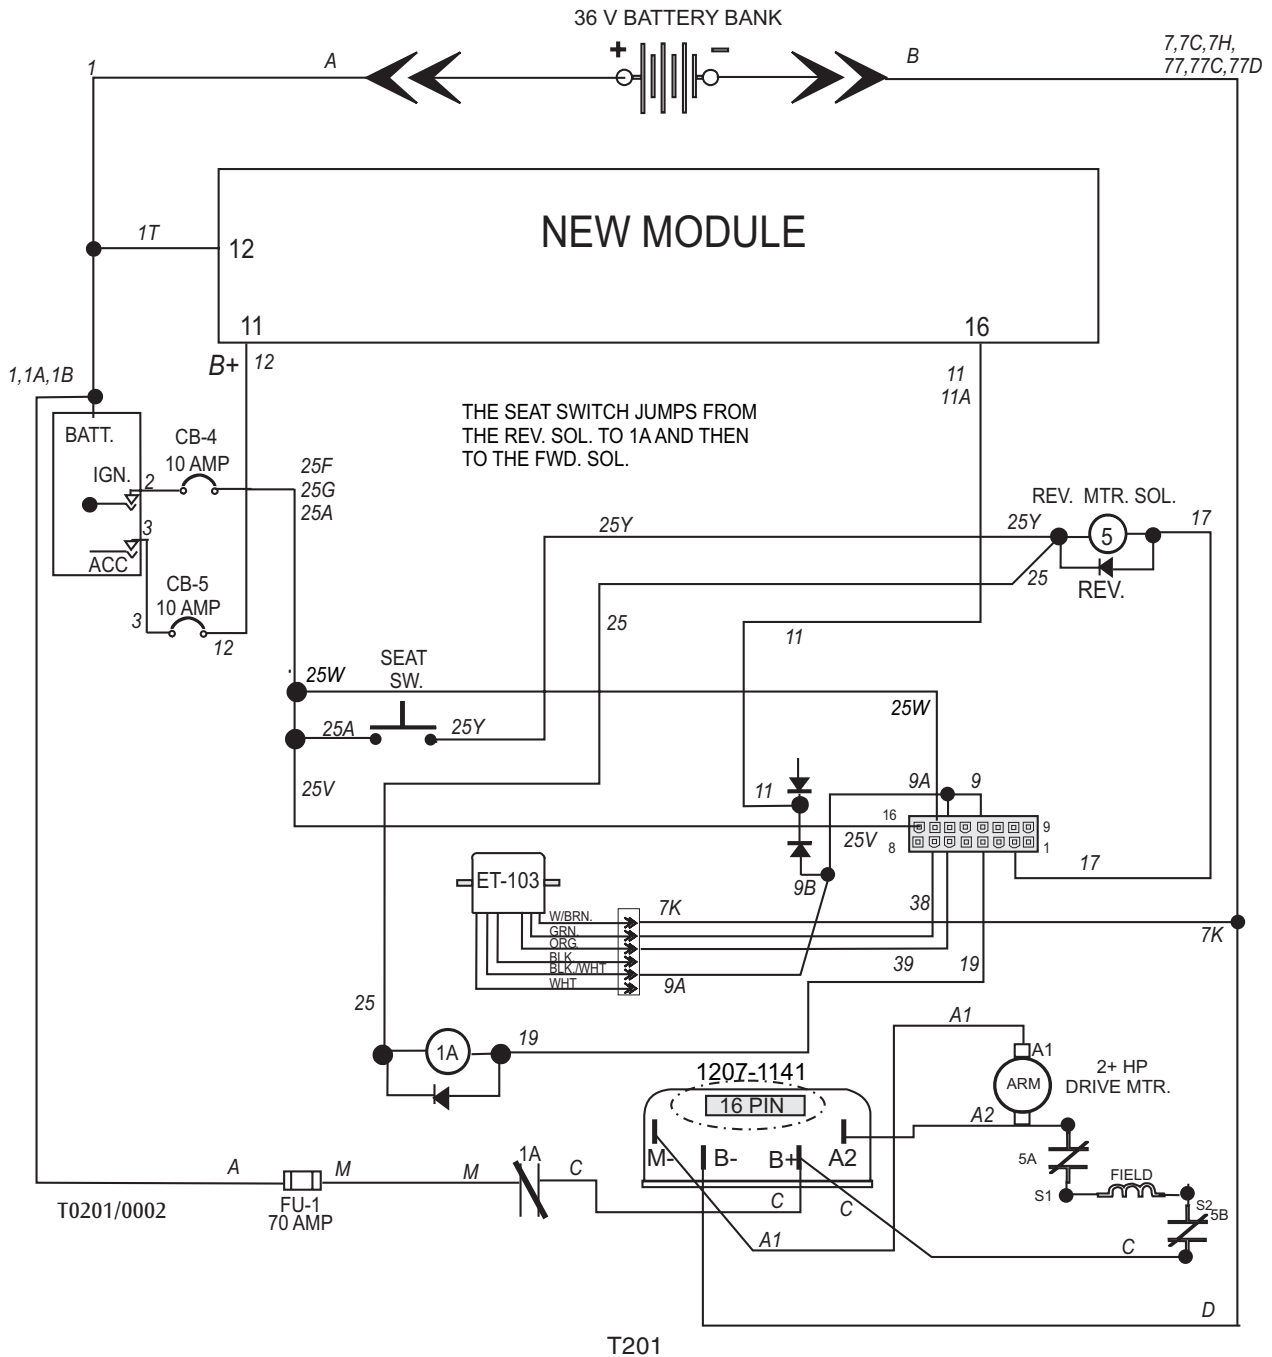 36 V BATTERY BANK
+
−
1
A
B
7,7C,7H,
77,77C,77D
NEW MODULE
1T
12
11
16
B+
12
11
11A
1,1A,1B
BATT.
IGN.
2
CB-4
10 AMP
25F
25G
25A
THE SEAT SWITCH JUMPS FROM
THE REV. SOL. TO 1A AND THEN
TO THE FWD. SOL.
3
ACC
CB-5
10 AMP
3
12
25Y
25Y
REV. MTR. SOL.
5
17
25
REV.
25
11
SEAT
SW.
25W
25W
25A
25Y
25V
11
9A
9
16
9
8
1
25V
17
9B
ET-103
W/BRN.
GRN.
ORG.
BLK.
BLK./WHT
WHT
7K
38
7K
39
19
9A
25
1A
19
A1
A1
ARM
2+ HP
DRIVE MTR.
1207-1141
16 PIN
M-
B-
B+
A2
A2
5A
S1
FIELD
S2
5B
A
M
M
1A
C
FU-1
70 AMP
T0201/0002
C
C
A1
C
D
T201